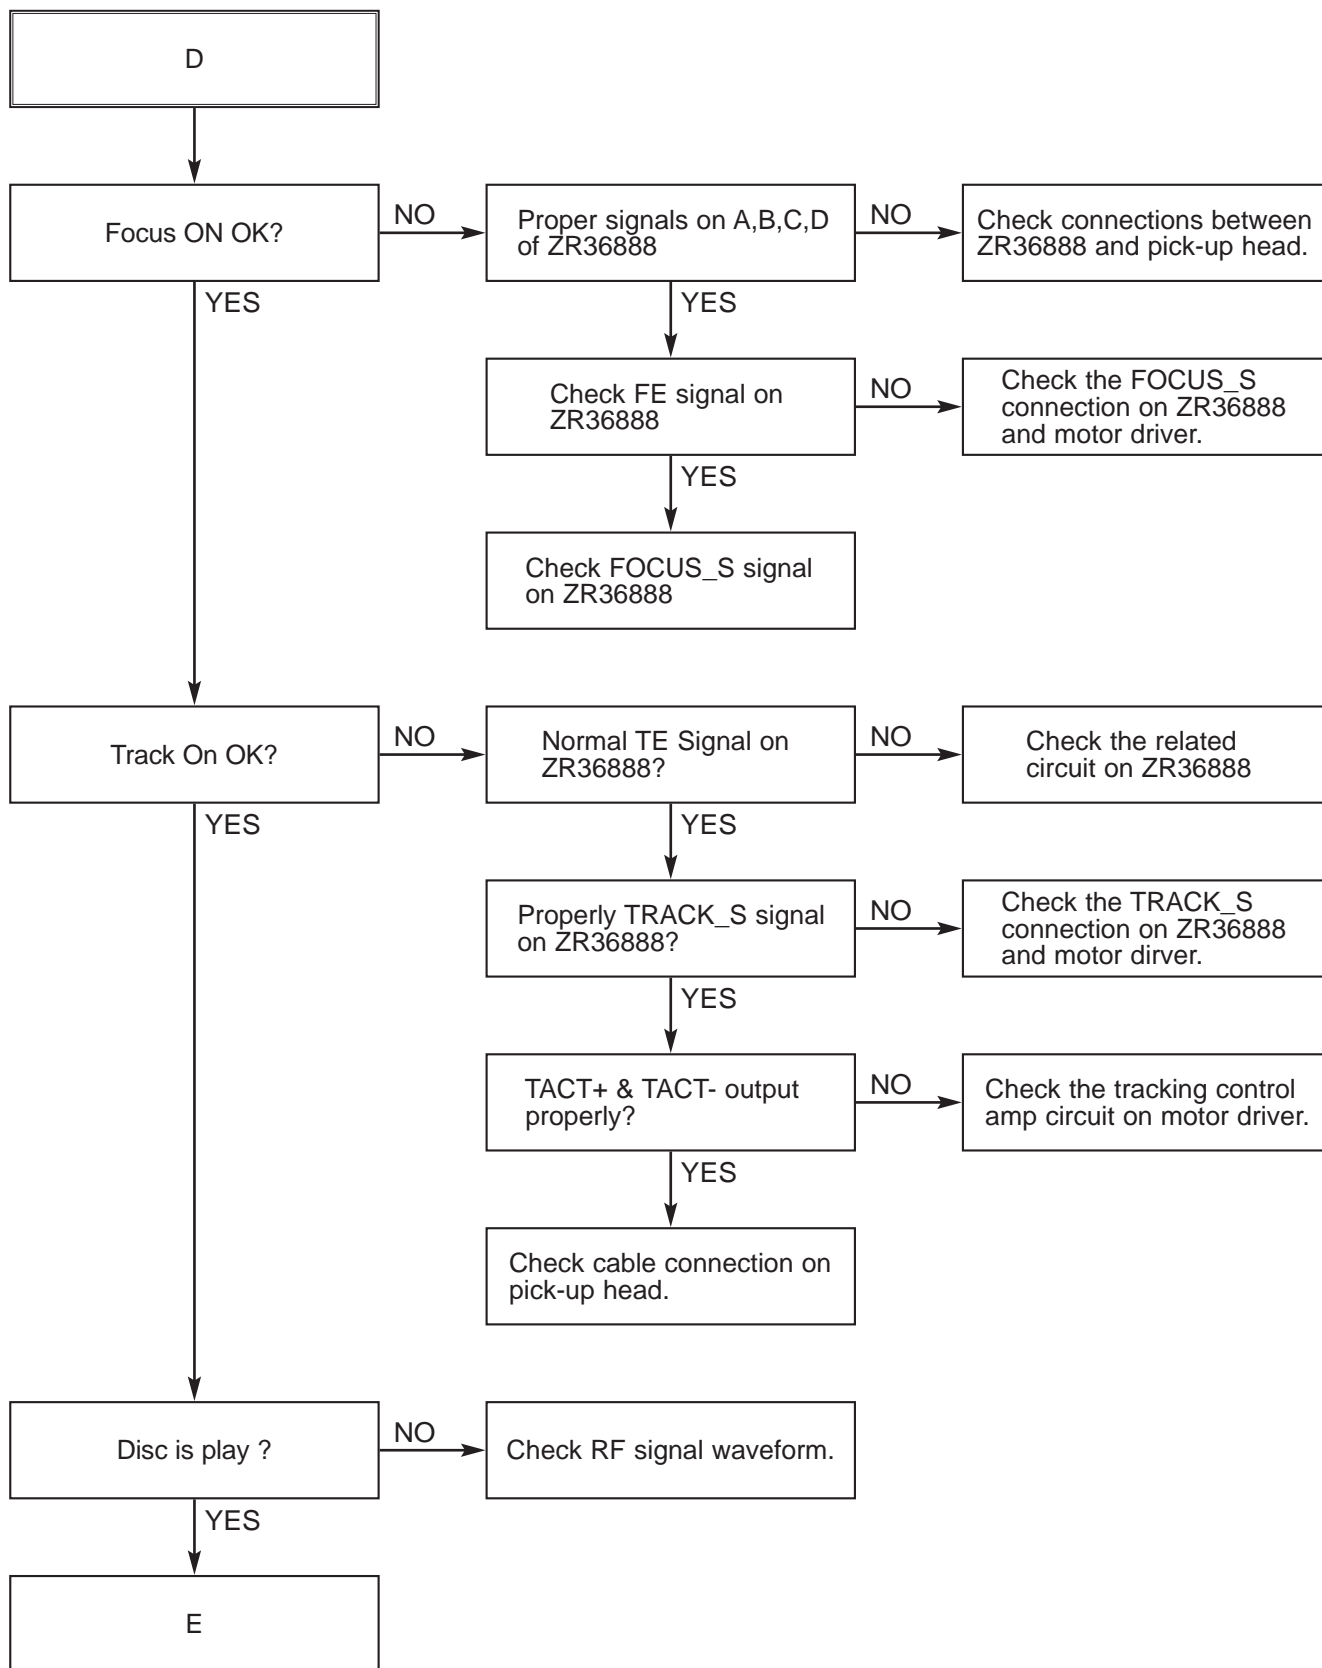 D
Focus ON OK?
NO
Proper signals on A,B,C,D
of ZR36888
NO
Check connections between
ZR36888 and pick-up head.
YES
YES
Check FE signal on
ZR36888
NO
Check the FOCUS_S
connection on ZR36888
and motor driver.
YES
Check FOCUS_S signal
on ZR36888
Track On OK?
NO
Normal TE Signal on
ZR36888?
NO
Check the related
circuit on ZR36888
YES
YES
Properly TRACK_S signal
on ZR36888?
NO
Check the TRACK_S
connection on ZR36888
and motor dirver.
YES
TACT+ & TACT- output
properly?
NO
Check the tracking control
amp circuit on motor driver.
YES
Check cable connection on
pick-up head.
Disc is play ?
NO
Check RF signal waveform.
YES
E